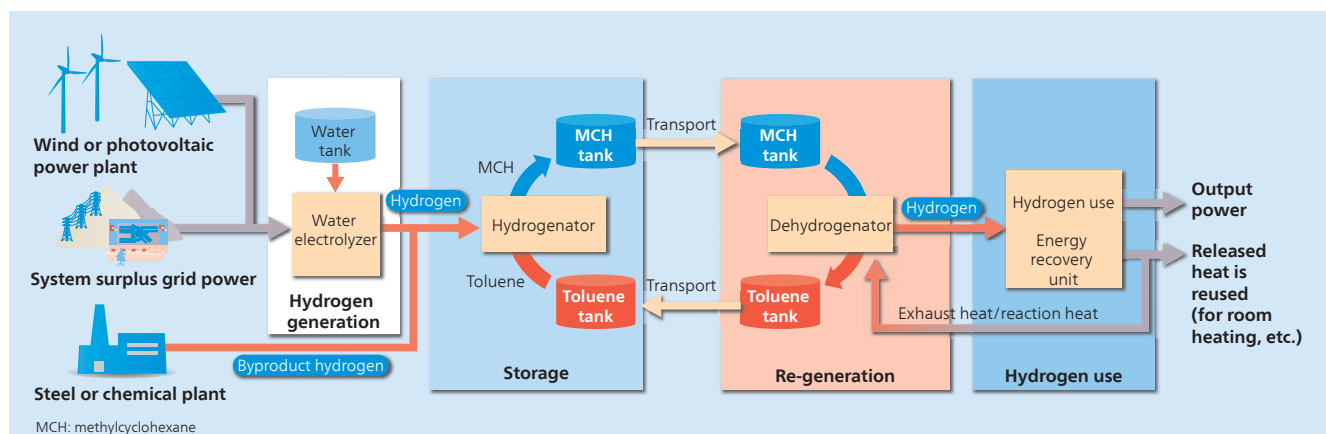 Wind or photovoltaic
power plant
System surplus grid power
Steel or chemical plant
MCH: methylcyclohexane
Water
tank
Water
electrolyzer
Hydrogen
generation
Byproduct hydrogen
Hydrogen
MCH
Hydrogenator
Toluene
MCH
tank
Toluene
tank
Storage
Transport
Transport
MCH
tank
Dehydrogenator
Toluene
tank
Re-generation
Hydrogen
Exhaust heat/reaction heat
Hydrogen use
Energy
recovery
unit
Hydrogen use
Output
power
Released
heat is
reused
(for room
heating, etc.)